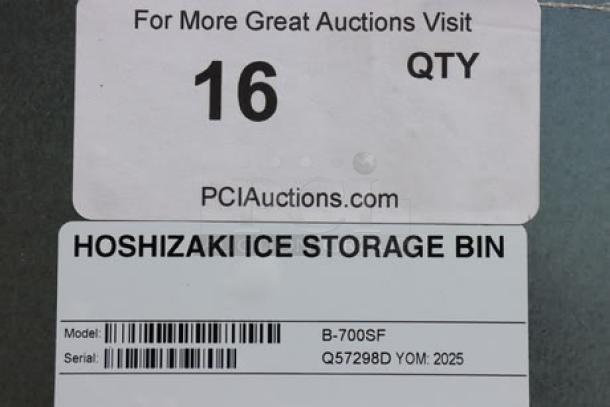 For More Great Auctions Visit
16 QTY
PCIAuctions.com
HOSHIZAKI ICE STORAGE BIN
Model: B-700SF
Serial: Q57298D YOM: 2025